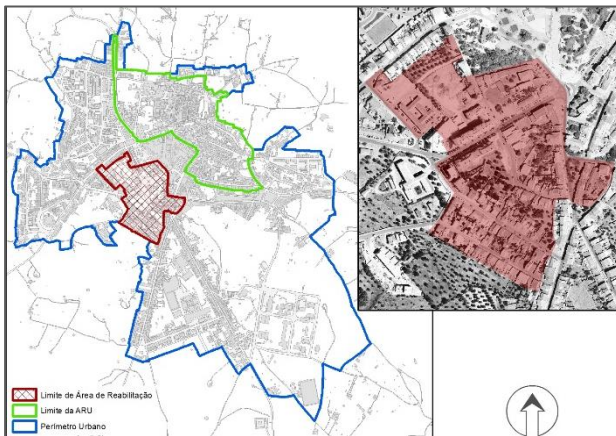 Limite de Área de Reabilitação
Limite da ARU
Perímetro Urbano